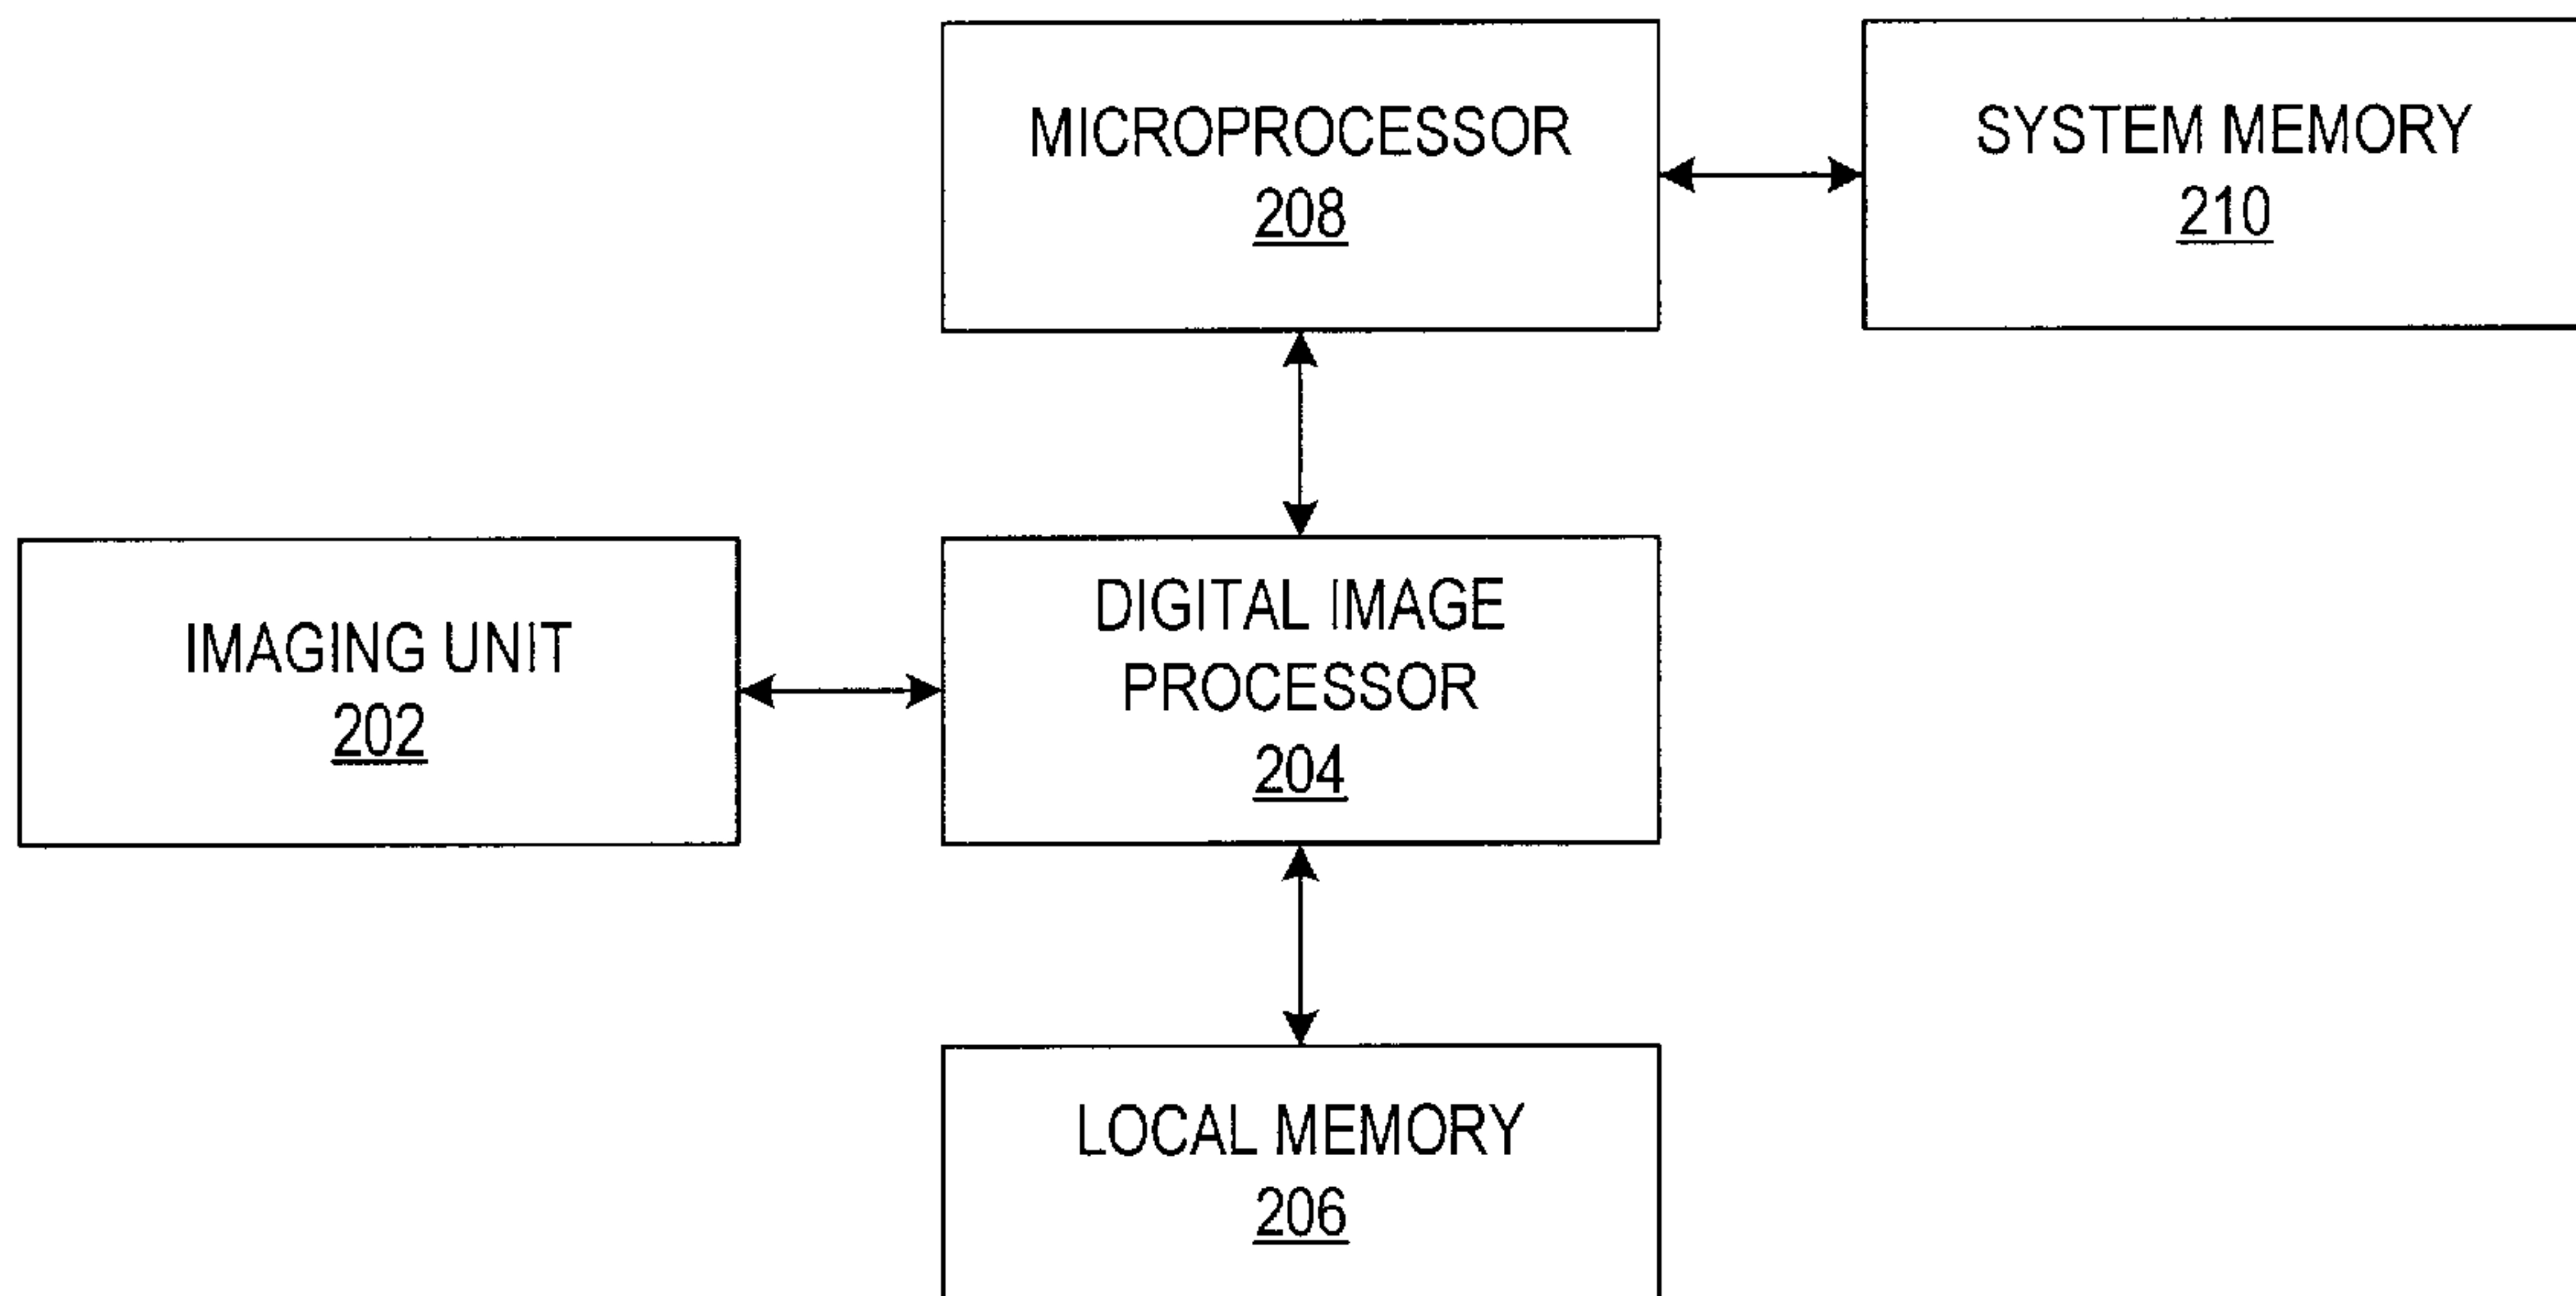 MICROPROCESSOR
208
SYSTEM MEMORY
210
IMAGING UNIT
202
DIGITAL IMAGE
PROCESSOR
204
LOCAL MEMORY
206